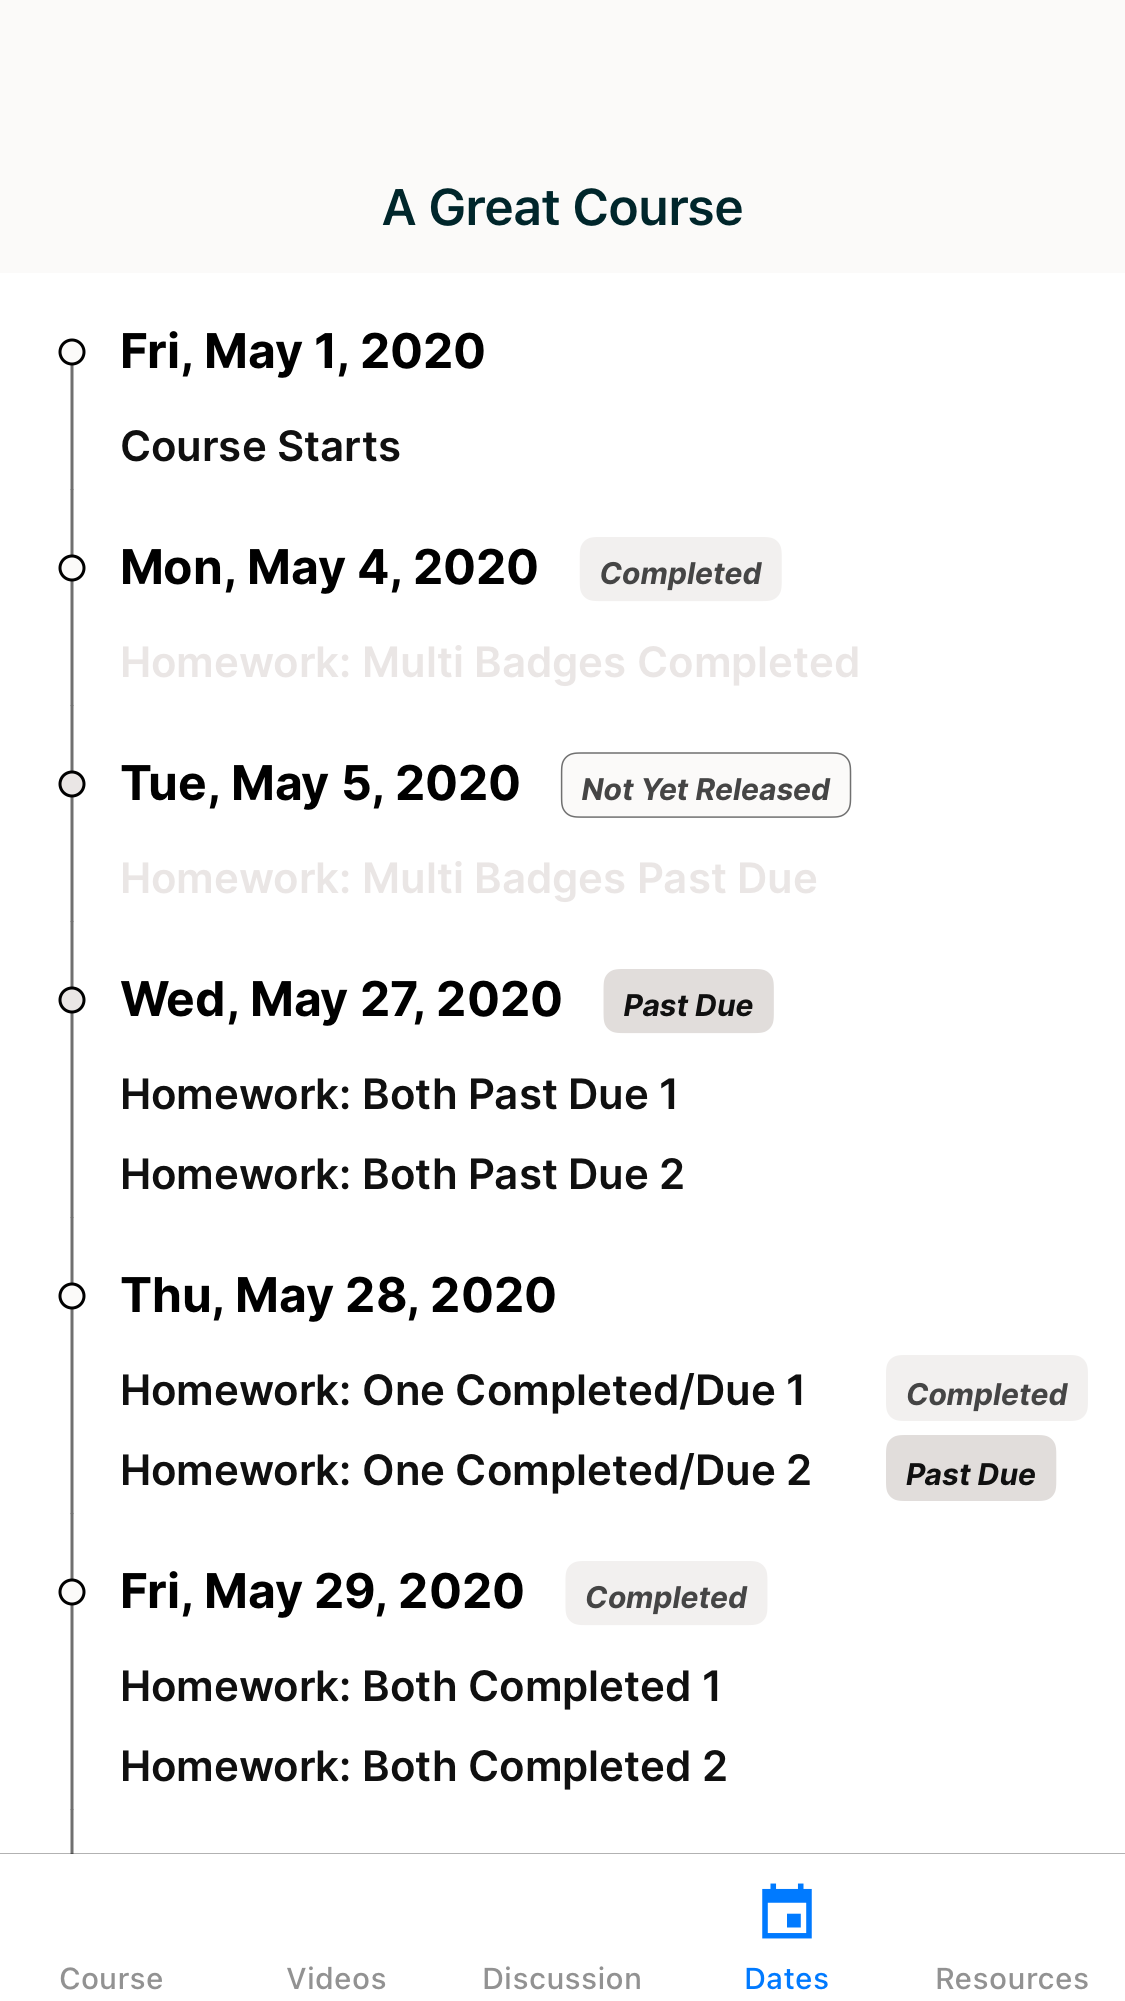 A Great Course
Fri, May 1, 2020
Course Starts
Mon, May 4, 2020 Completed
Homework: Multi Badges Completed
Tue, May 5, 2020 Not Yet Released
Homework: Multi Badges Past Due
Wed, May 27, 2020 Past Due
Homework: Both Past Due 1
Homework: Both Past Due 2
Thu, May 28, 2020
Homework: One Completed/Due 1 Completed
Homework: One Completed/Due 2 Past Due
Fri, May 29, 2020 Completed
Homework: Both Completed 1
Homework: Both Completed 2
Course Videos Discussion Dates Resources